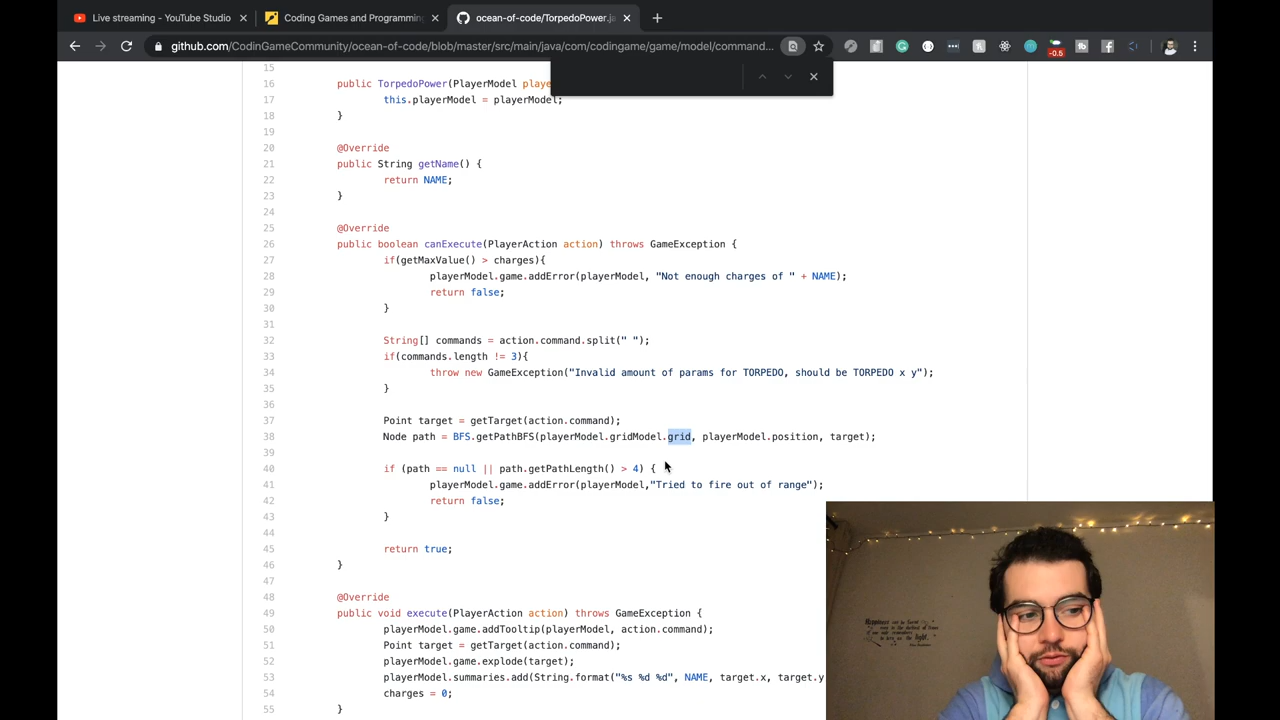 Live streaming - YouTube Studio
Coding Games and Programming
ocean-of-code/TorpedoPower.ja
github.com/CodinGameCommunity/ocean-of-code/blob/master/src/main/java/com/codingame/game/model/command...
-0.5
15
16 public TorpedoPower(PlayerModel playe
17 this.playerModel = playerModel;
18 }
19
20 @Override
21 public String getName() {
22 return NAME;
23 }
24
25 @Override
26 public boolean canExecute(PlayerAction action) throws GameException {
27 if(getMaxValue() > charges){
28 playerModel.game.addError(playerModel, "Not enough charges of " + NAME);
29 return false;
30 }
31
32 String[] commands = action.command.split(" ");
33 if(commands.length != 3){
34 throw new GameException("Invalid amount of params for TORPEDO, should be TORPEDO x y");
35 }
36
37 Point target = getTarget(action.command);
38 Node path = BFS.getPathBFS(playerModel.gridModel.grid, playerModel.position, target);
39
40 if (path == null || path.getPathLength() > 4) {
41 playerModel.game.addError(playerModel,"Tried to fire out of range");
42 return false;
43 }
44
45 return true;
46 }
47
48 @Override
49 public void execute(PlayerAction action) throws GameException {
50 playerModel.game.addTooltip(playerModel, action.command);
51 Point target = getTarget(action.command);
52 playerModel.game.explode(target);
53 playerModel.summaries.add(String.format("%s %d %d", NAME, target.x, target.y
54 charges = 0;
55 }